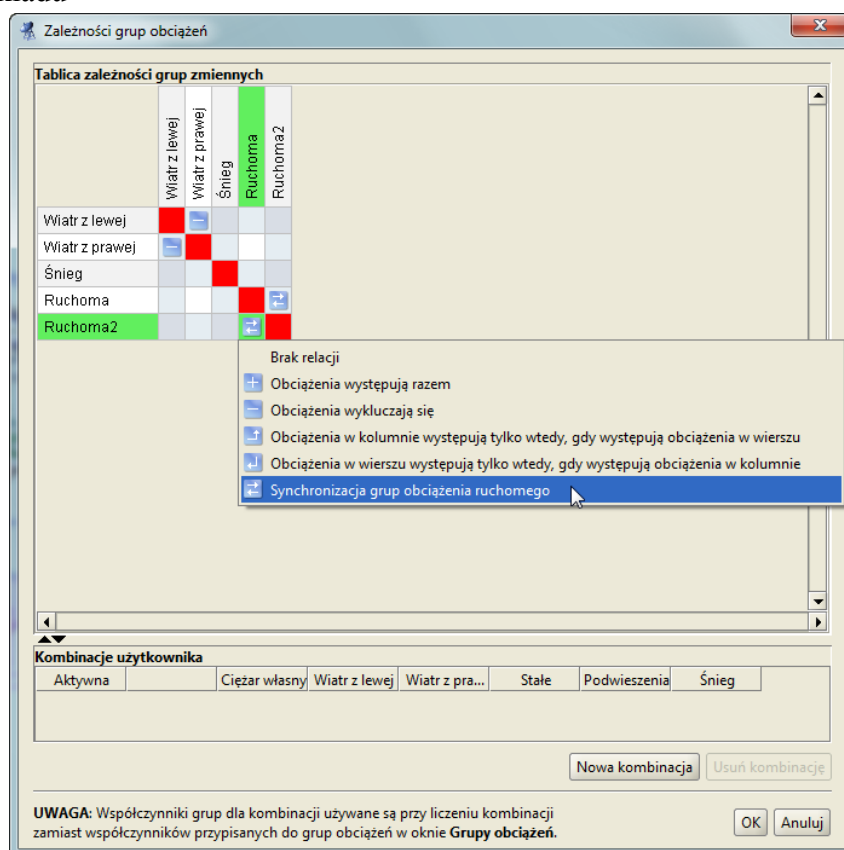 Zależności grup obciążeń
Tablica zależności grup zmiennych
Wiatr z lewej
Wiatr z prawej
Śnieg
Ruchoma
Ruchoma2
Wiatr z lewej
Wiatr z prawej
Śnieg
Ruchoma
Ruchoma2
Brak relacji
Obciążenia występują razem
Obciążenia wykluczają się
Obciążenia w kolumnie występują tylko wtedy, gdy występują obciążenia w wierszu
Obciążenia w wierszu występują tylko wtedy, gdy występują obciążenia w kolumnie
Synchronizacja grup obciążenia ruchomego
Kombinacje użytkownika
Aktywna Ciężar własny Wiatr z lewej Wiatr z pra... Stałe Podwieszenia Śnieg
Nowa kombinacja Usuń kombinację
UWAGA: Współczynniki grup dla kombinacji używane są przy liczeniu kombinacji
zamiast współczynników przypisanych do grup obciążeń w oknie Grupy obciążeń.
OK Anuluj